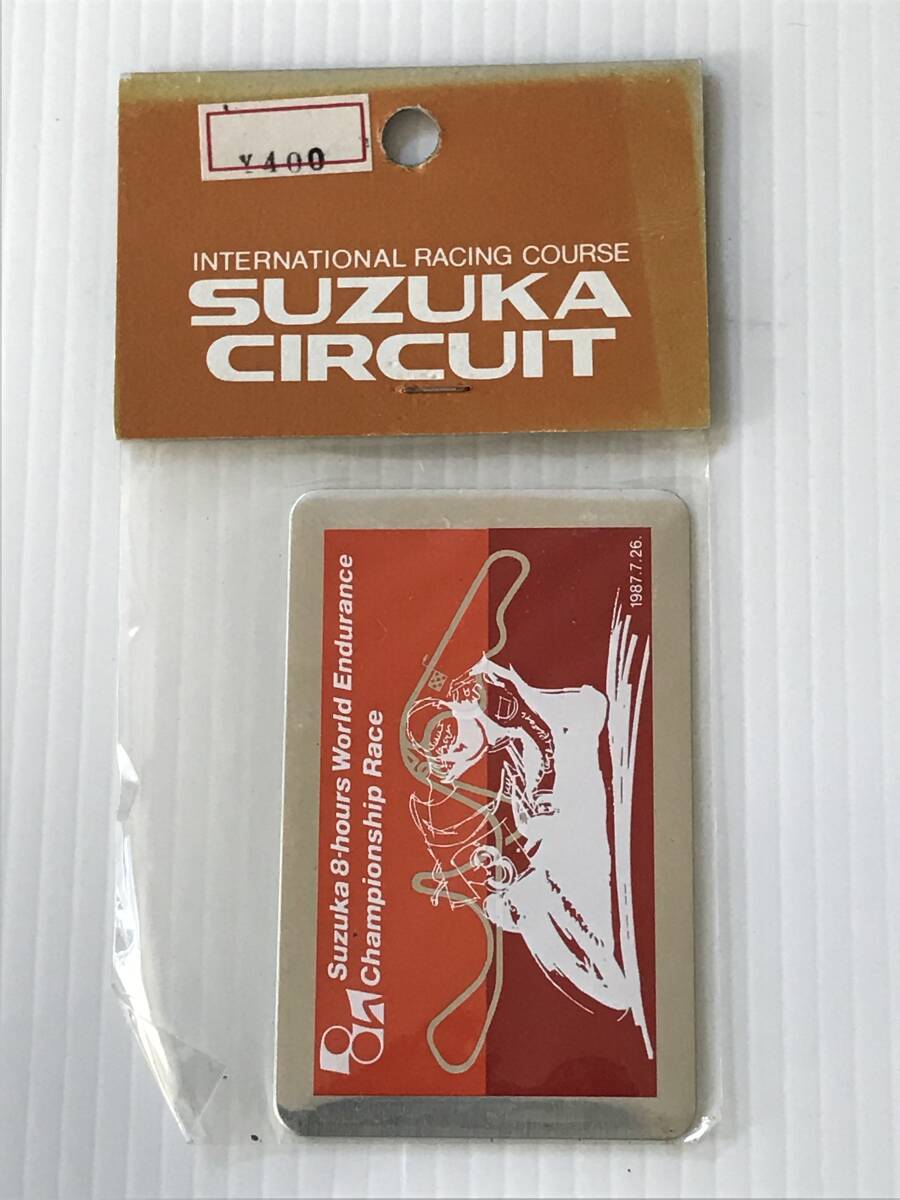 ¥400
INTERNATIONAL RACING COURSE
SUZUKA
CIRCUIT
Suzuka 8-hours World Endurance
Championship Race
1987.7.26.